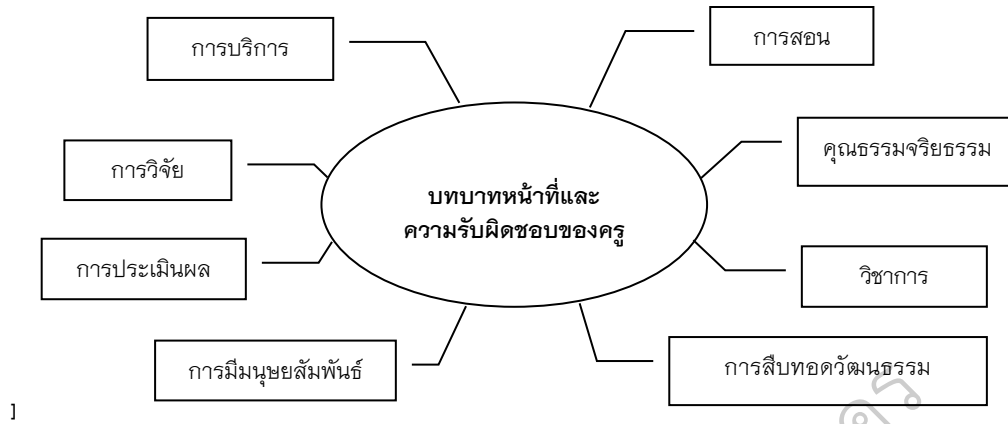 การบริการ
การสอน
การวิจัย
คุณธรรมจริยธรรม
บทบาทหน้าที่และ
ความรับผิดชอบของครู
การประเมินผล
วิชาการ
การมีมนุษยสัมพันธ์
การสืบทอดวัฒนธรรม
]